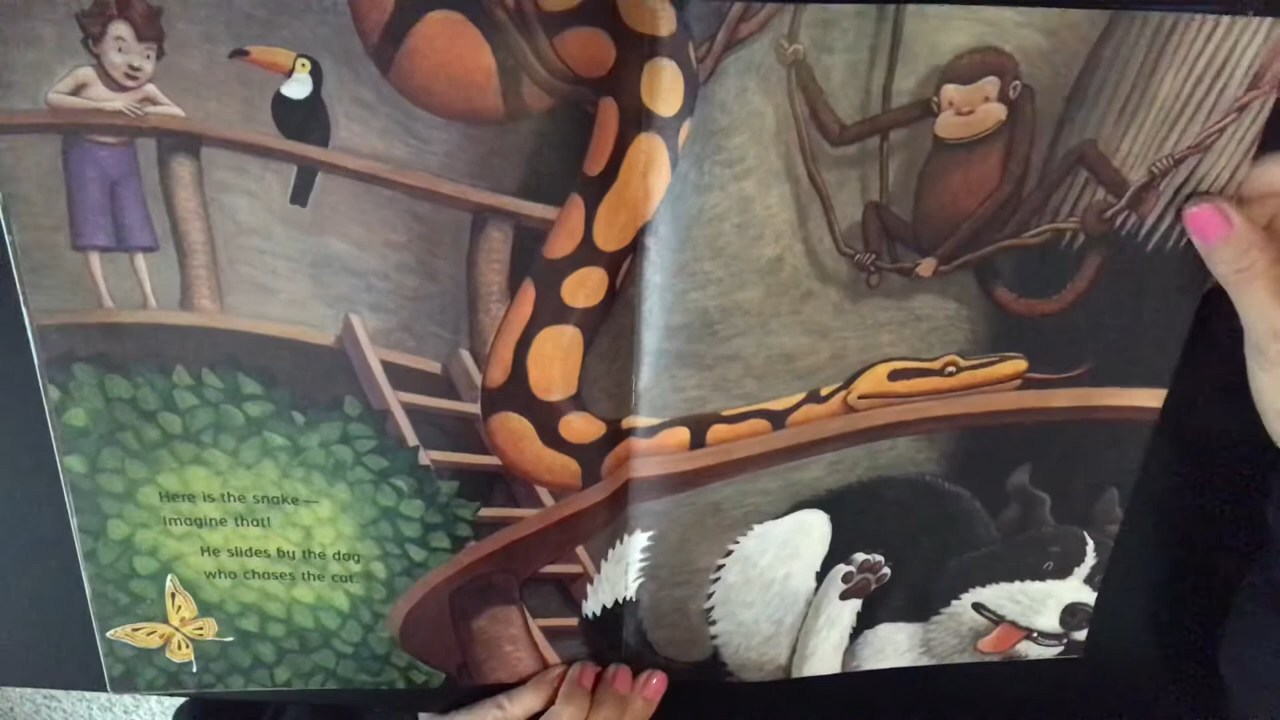 Here is the snake—
imagine that!
He slides by the dog
who chases the cat.